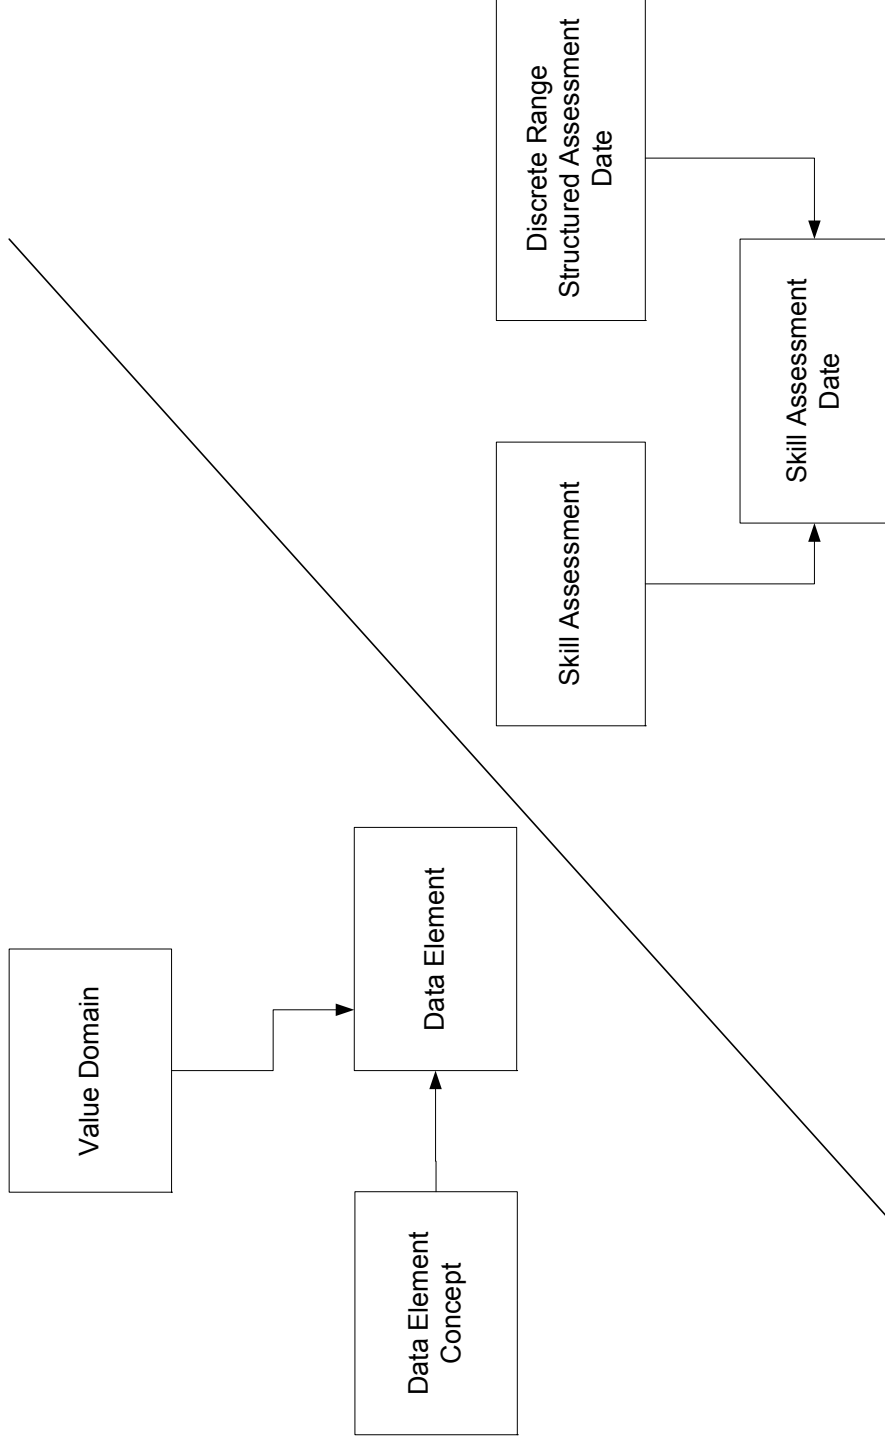 Value Domain
Data Element
Concept
Data Element
Skill Assessment
Discrete Range
Structured Assessment
Date
Skill Assessment
Date